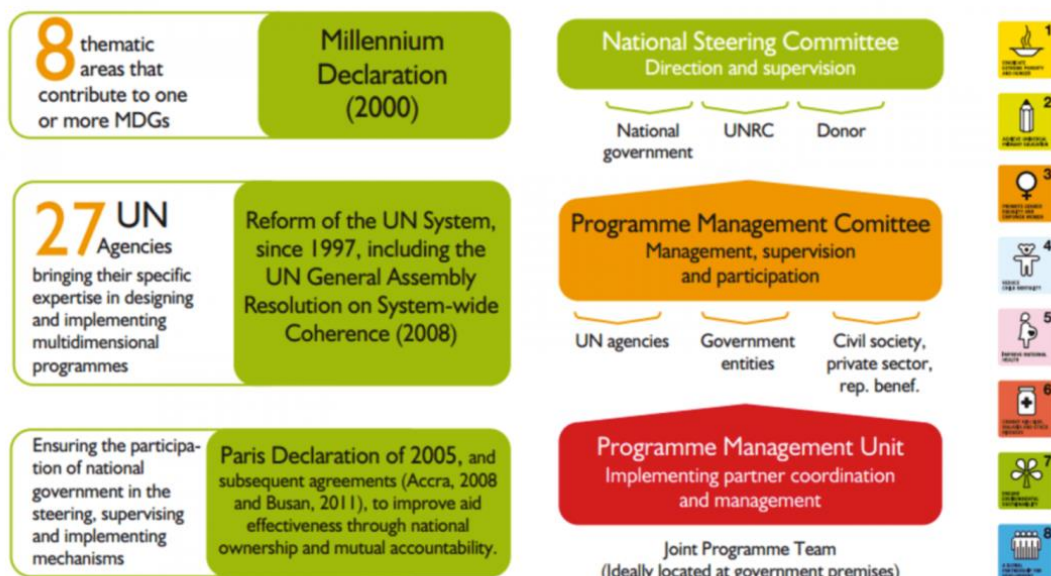 8 thematic
areas that
contribute to one
or more MDGs
Millennium
Declaration
(2000)
27 UN
Agencies
bringing their specific
expertise in designing
and implementing
multidimensional
programmes
Reform of the UN System,
since 1997, including the
UN General Assembly
Resolution on System-wide
Coherence (2008)
Ensuring the participa-
tion of national
government in the
steering, supervising
and implementing
mechanisms
Paris Declaration of 2005, and
subsequent agreements (Accra, 2008
and Busan, 2011), to improve aid
effectiveness through national
ownership and mutual accountability.
National Steering Committee
Direction and supervision
National
government
UNRC
Donor
Programme Management Comittee
Management, supervision
and participation
UN agencies
Government
entities
Civil society,
private sector,
rep. benef.
Programme Management Unit
Implementing partner coordination
and management
Joint Programme Team
(Ideally located at government premises)
1
2
3
4
5
6
7
8